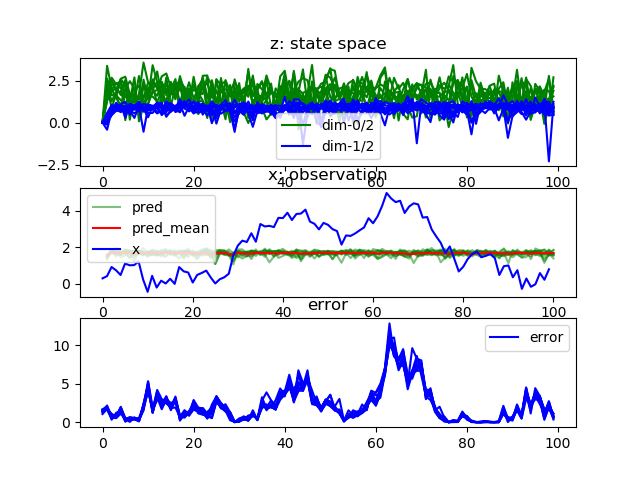 z: state space
2.5
0.0
−2.5
dim-0/2
dim-1/2
0 20 40 60 80 100
x: observation
4
2
0
pred
pred_mean
x
0 20 40 60 80 100
error
10
5
0
error
0 20 40 60 80 100